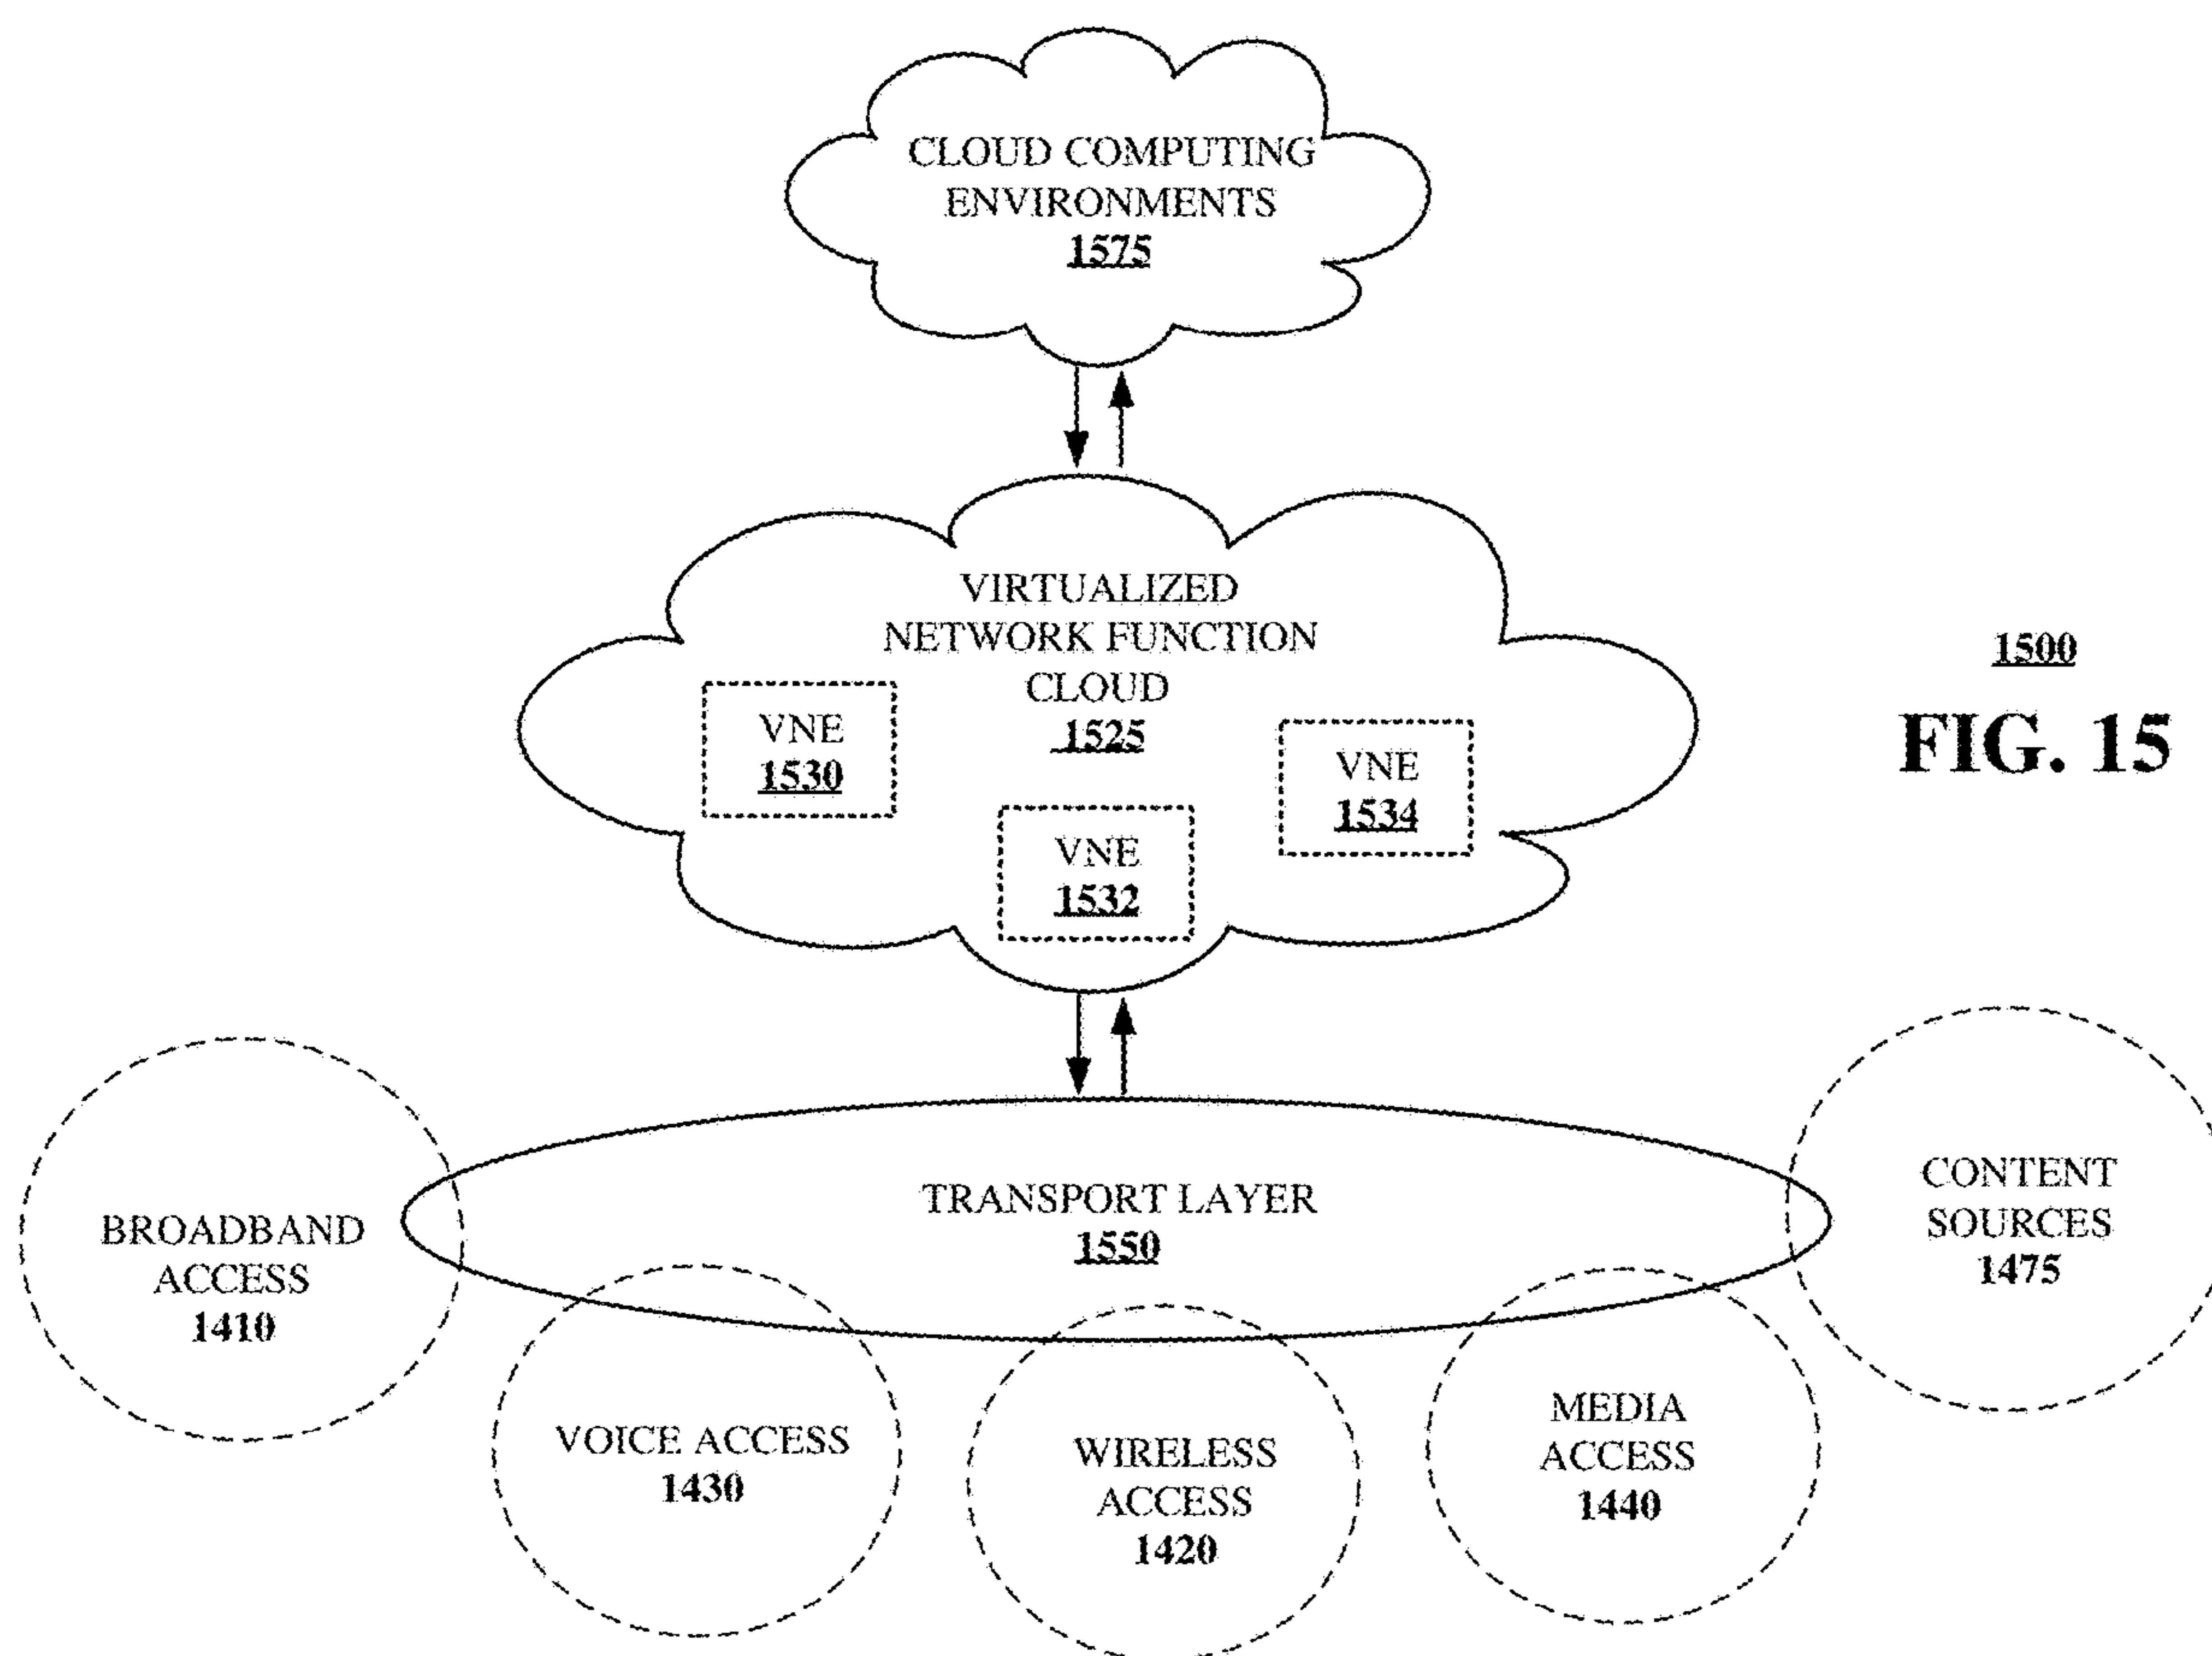 CLOUD COMPUTING
ENVIRONMENTS
1575
VIRTUALIZED
NETWORK FUNCTION
CLOUD
1525
VNE
1530
VNE
1532
VNE
1534
1500
FIG. 15
TRANSPORT LAYER
1550
BROADBAND
ACCESS
1410
VOICE ACCESS
1430
WIRELESS
ACCESS
1420
MEDIA
ACCESS
1440
CONTENT
SOURCES
1475